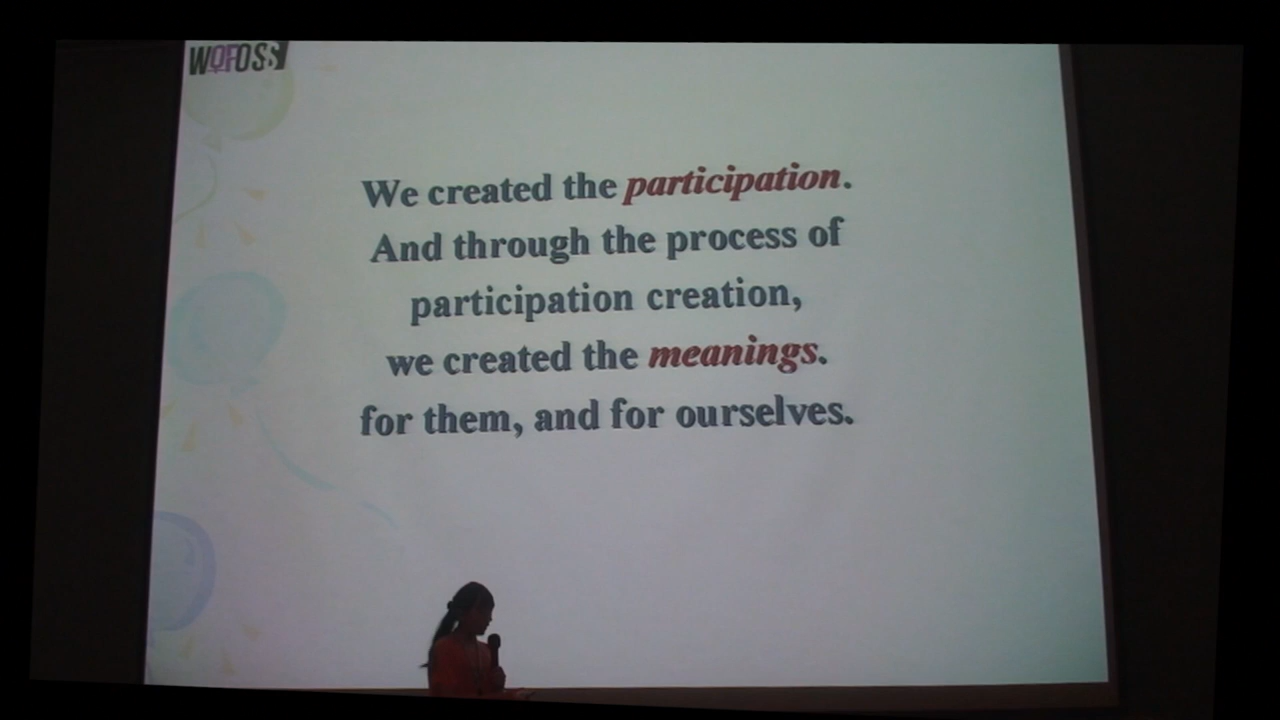 WOFOSS
We created the participation.
And through the process of
participation creation,
we created the meanings.
for them, and for ourselves.